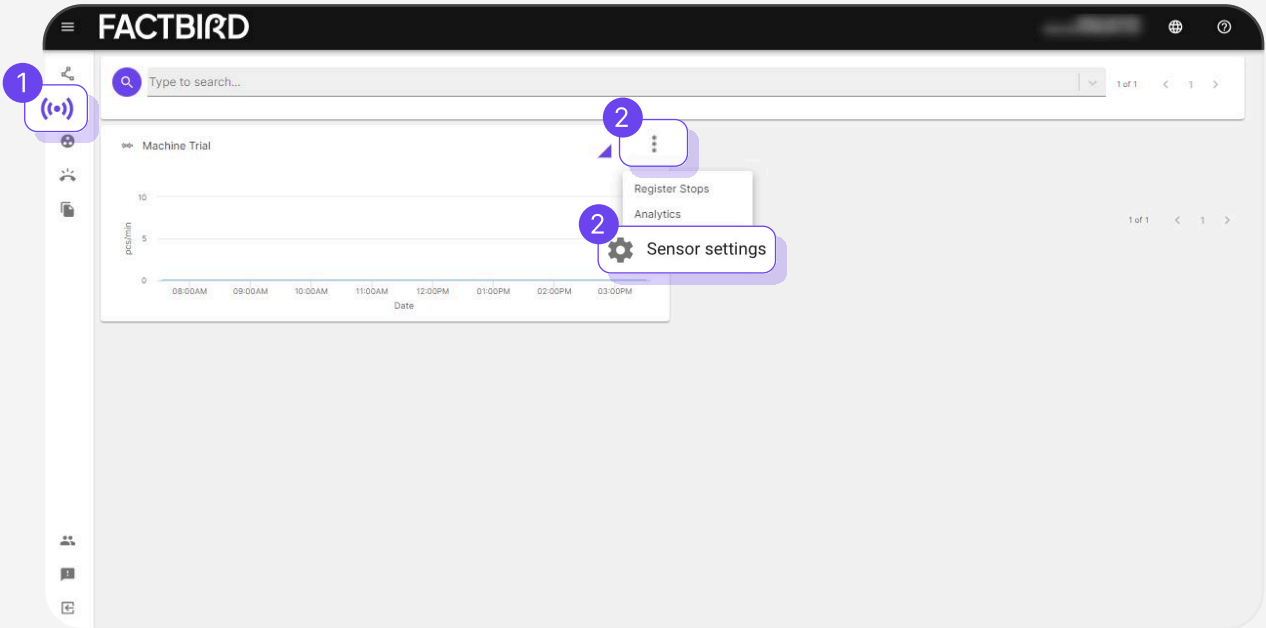 FACTBIRD
1
Type to search...
1 of 1
1
2
Machine Trial
Register Stops
Analytics
2
Sensor settings
1 of 1
1
10
5
0
pcs/min
08:00AM 09:00AM 10:00AM 11:00AM 12:00PM 01:00PM 02:00PM 03:00PM
Date